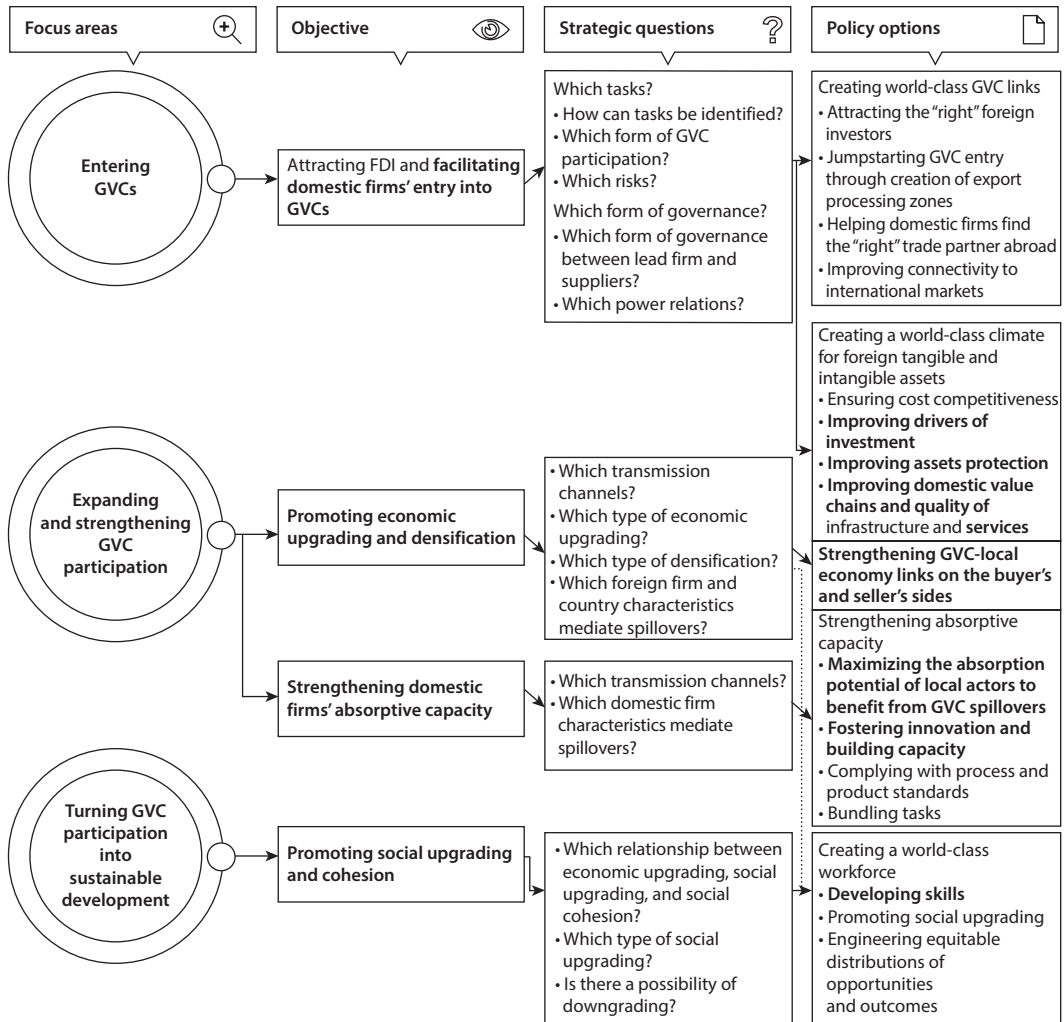 Focus areas
Objective
Strategic questions
Policy options
Entering
GVCs
Attracting FDI and facilitating
domestic firms’ entry into
GVCs
Which tasks?
• How can tasks be identified?
• Which form of GVC
participation?
• Which risks?
Which form of governance?
• Which form of governance
between lead firm and
suppliers?
• Which power relations?
Creating world-class GVC links
• Attracting the “right” foreign
investors
• Jumpstarting GVC entry
through creation of export
processing zones
• Helping domestic firms find
the “right” trade partner abroad
• Improving connectivity to
international markets
Creating a world-class climate
for foreign tangible and
intangible assets
• Ensuring cost competitiveness
• Improving drivers of
investment
• Improving assets protection
• Improving domestic value
chains and quality of
infrastructure and services
Expanding
and strengthening
GVC
participation
Promoting economic
upgrading and densification
• Which transmission
channels?
• Which type of economic
upgrading?
• Which type of densification?
• Which foreign firm and
country characteristics
mediate spillovers?
Strengthening GVC-local
economy links on the buyer’s
and seller’s sides
Strengthening domestic
firms’ absorptive capacity
• Which transmission channels?
• Which domestic firm
characteristics mediate
spillovers?
Strengthening absorptive
capacity
• Maximizing the absorption
potential of local actors to
benefit from GVC spillovers
• Fostering innovation and
building capacity
• Complying with process and
product standards
• Bundling tasks
Turning GVC
participation
into
sustainable
development
Promoting social upgrading
and cohesion
• Which relationship between
economic upgrading, social
upgrading, and social
cohesion?
• Which type of social
upgrading?
• Is there a possibility of
downgrading?
Creating a world-class
workforce
• Developing skills
• Promoting social upgrading
• Engineering equitable
distributions of
opportunities
and outcomes